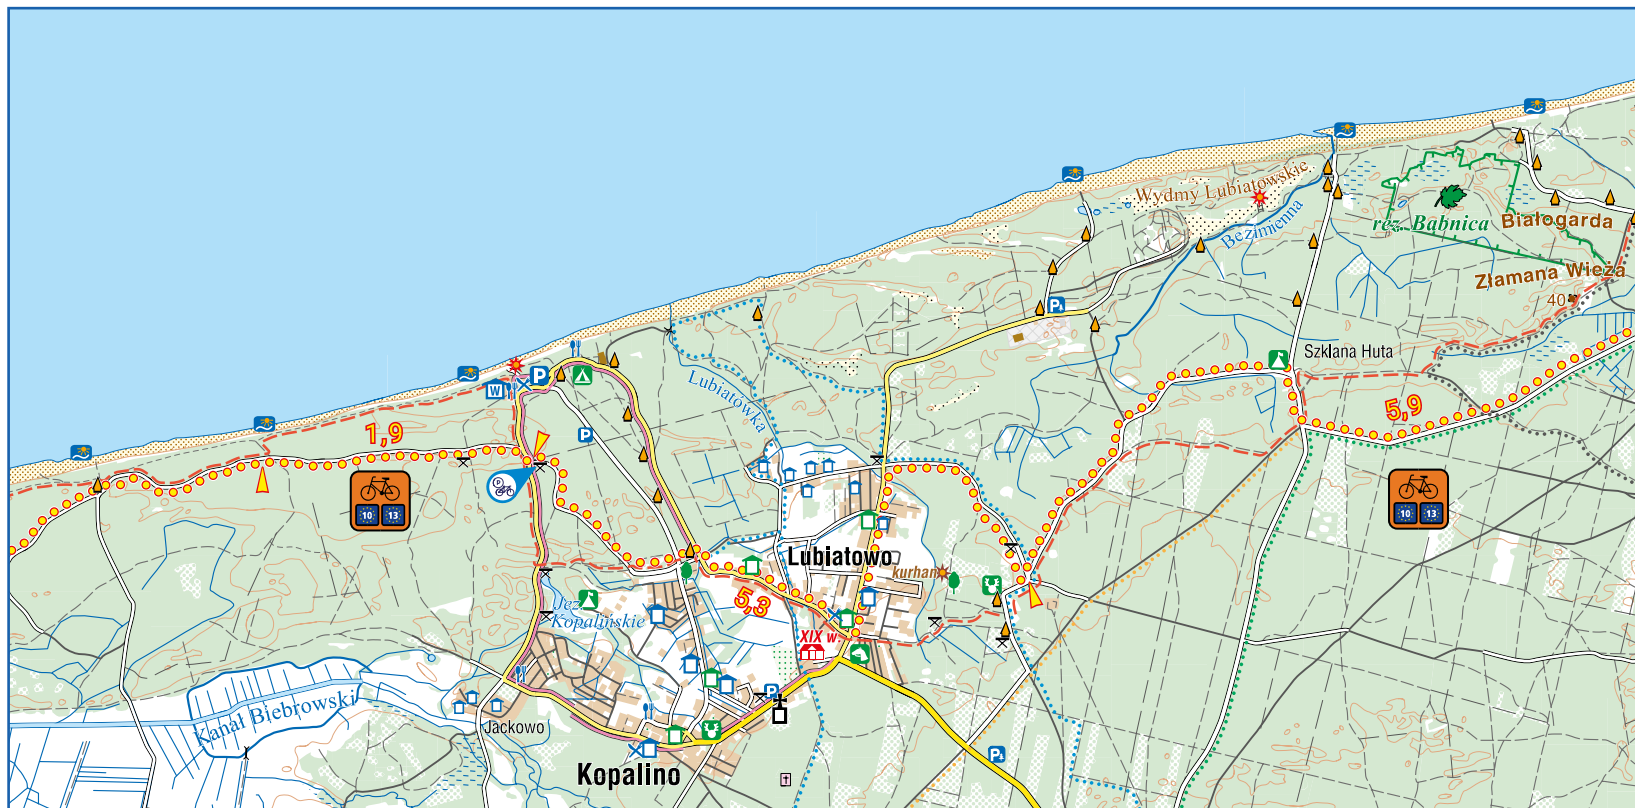 Wydmy Lubiatowskie
Bezimienna
rez. Babnica
Białogarda
Złamana Wieża
40
Szklana Huta
5,9
10
13
P
P
W
P
Lubiatówka
1,9
10
13
P
Lubiatowo
kurhan
5,3
Jez.
Kopalińskie
XIX w.
P
Kanał Biebrowski
Jackowo
Kopalino
P